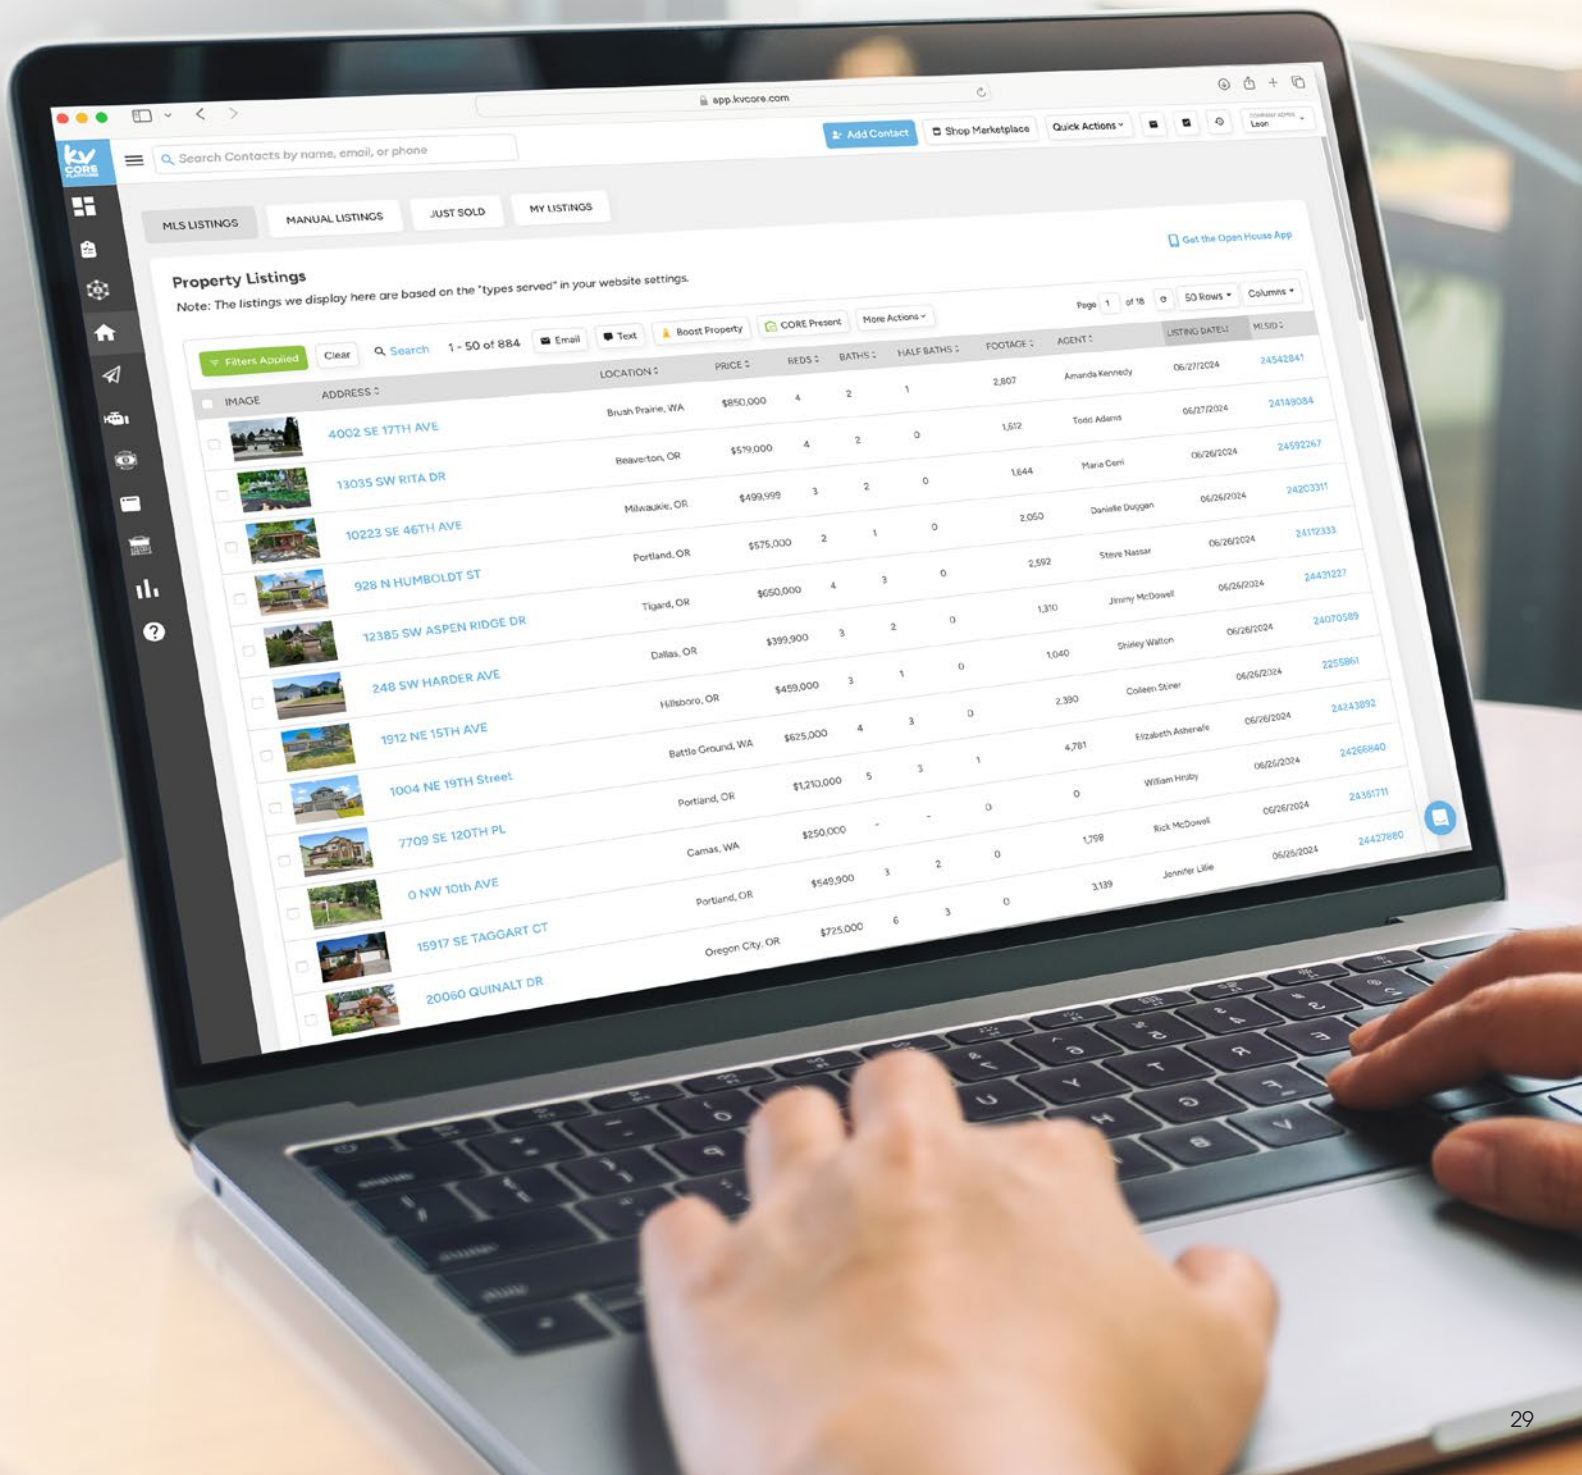 app.kvcore.com
kv CORE PLATFORM
Search Contacts by name, email, or phone
Add Contact
Shop Marketplace
Quick Actions
COMPANY ADMIN
Leon
MLS LISTINGS
MANUAL LISTINGS
JUST SOLD
MY LISTINGS
Get the Open House App
Property Listings
Note: The listings we display here are based on the "types served" in your website settings.
Filters Applied Clear Search 1 - 50 of 884 Email Text Boost Property CORE Present More Actions Page 1 of 18 50 Rows Columns
IMAGE ADDRESS LOCATION PRICE BEDS BATHS HALF BATHS FOOTAGE AGENT LISTING DATE MLSID
4002 SE 17TH AVE Brush Prairie, WA $850,000 4 2 1 2,807 Amanda Kennedy 06/27/2024 24542841
13035 SW RITA DR Beaverton, OR $579,000 4 2 0 1,612 Todd Adams 06/27/2024 24149084
10223 SE 46TH AVE Milwaukie, OR $499,999 3 2 0 1,644 Maria Cerri 06/26/2024 24592267
928 N HUMBOLDT ST Portland, OR $575,000 2 1 0 2,050 Danielle Duggan 06/26/2024 24203311
12385 SW ASPEN RIDGE DR Tigard, OR $650,000 4 3 0 2,592 Steve Nassar 06/26/2024 24112333
248 SW HARDER AVE Dallas, OR $399,900 3 2 0 1,310 Jimmy McDowell 06/26/2024 24431227
1912 NE 15TH AVE Hillsboro, OR $459,000 3 1 0 1,040 Shirley Walton 06/26/2024 24070589
1004 NE 19TH Street Battle Ground, WA $625,000 4 3 0 2,390 Colleen Stiner 06/26/2024 2255861
7709 SE 120TH PL Portland, OR $1,210,000 5 3 1 4,781 Elizabeth 06/26/2024 24243892
0 NW 10th AVE Camas, WA $250,000 - - 0 0 William Hruby 06/26/2024 24266840
15917 SE TAGGART CT Portland, OR $549,900 3 2 0 1,798 Rick McDowell 06/26/2024 24351711
20060 QUINALT DR Oregon City, OR $725,000 6 3 0 3,139 Jennifer Lillie 06/25/2024 24427880
29